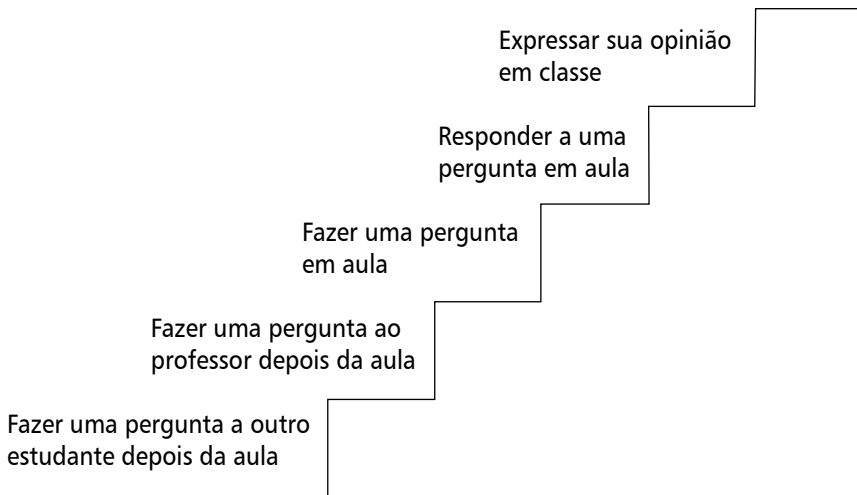 Expressar sua opinião
em classe
Responder a uma
pergunta em aula
Fazer uma pergunta
em aula
Fazer uma pergunta ao
professor depois da aula
Fazer uma pergunta a outro
estudante depois da aula